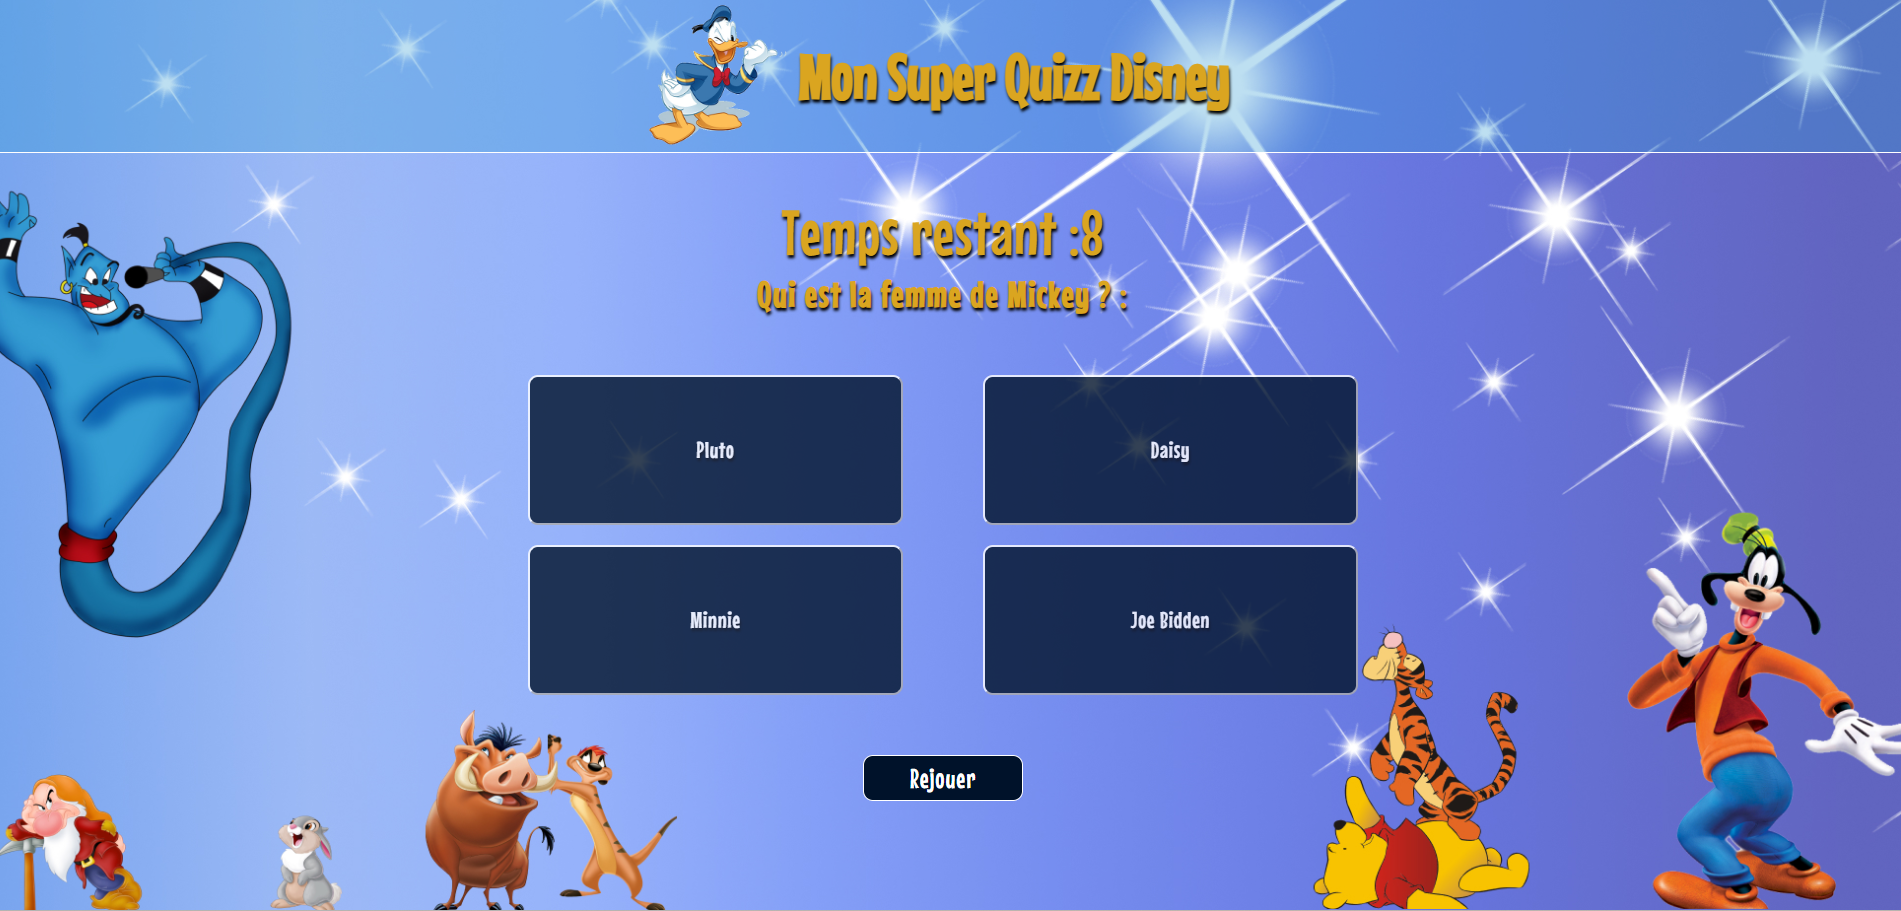 Mon Super Quizz Disney
Temps restant :8
Qui est la femme de Mickey ? :
Pluto
Daisy
Minnie
Joe Bidden
Rejouer